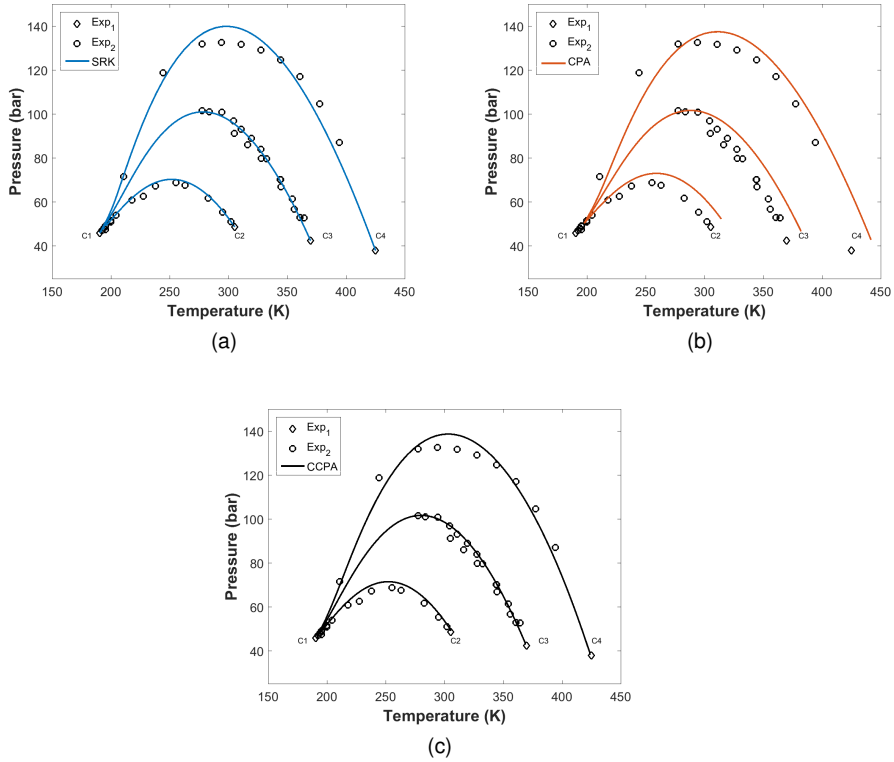 Exp1
Exp2
SRK
C1
C2
C3
C4
140
120
100
80
60
40
Pressure (bar)
150 200 250 300 350 400 450
Temperature (K)
(a)
Exp1
Exp2
CPA
C1
C2
C3
C4
140
120
100
80
60
40
Pressure (bar)
150 200 250 300 350 400 450
Temperature (K)
(b)
Exp1
Exp2
CCPA
C1
C2
C3
C4
140
120
100
80
60
40
Pressure (bar)
150 200 250 300 350 400 450
Temperature (K)
(c)